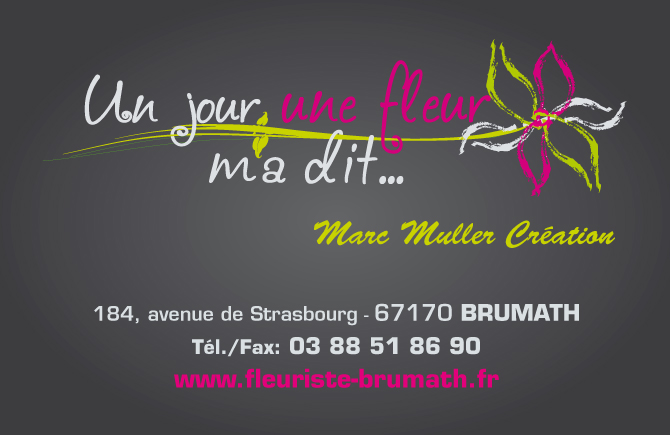 Un jour, une fleur
m'a dit...
Marc Muller Création
184, avenue de Strasbourg - 67170 BRUMATH
Tél./Fax: 03 88 51 86 90
www.fleuriste-brumath.fr